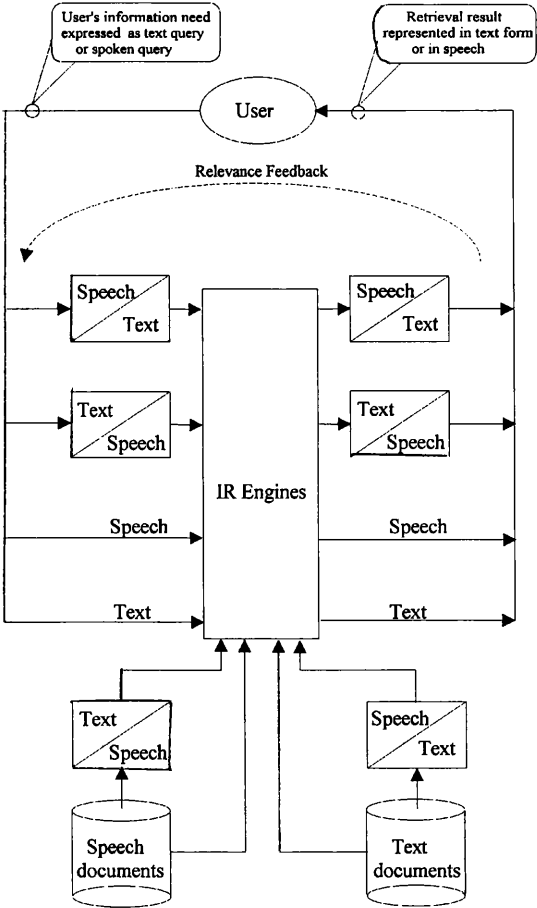 User's information need
expressed as text query
or spoken query
Retrieval result
represented in text form
or in speech
User
Relevance Feedback
Speech
Text
Speech
Text
Text
Speech
Text
Speech
IR Engines
Speech
Speech
Text
Text
Text
Speech
Speech
Text
Speech
documents
Text
documents